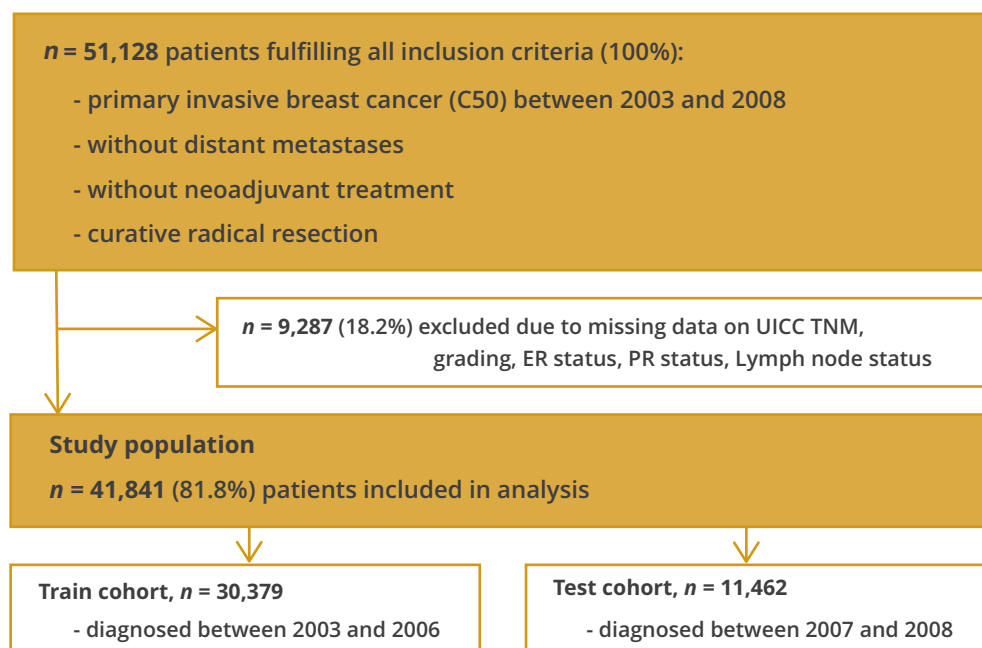 n = 51,128 patients fulfilling all inclusion criteria (100%):
- primary invasive breast cancer (C50) between 2003 and 2008
- without distant metastases
- without neoadjuvant treatment
- curative radical resection
n = 9,287 (18.2%) excluded due to missing data on UICC TNM,
grading, ER status, PR status, Lymph node status
Study population
n = 41,841 (81.8%) patients included in analysis
Train cohort, n = 30,379
- diagnosed between 2003 and 2006
Test cohort, n = 11,462
- diagnosed between 2007 and 2008